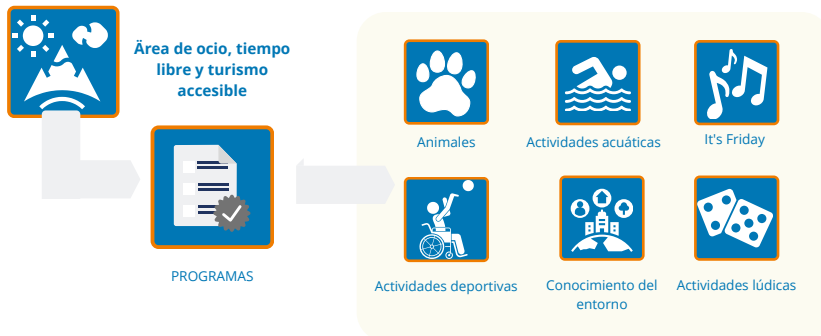 Ärea de ocio, tiempo
libre y turismo
accesible
PROGRAMAS
Animales
Actividades acuáticas
It's Friday
Actividades deportivas
Conocimiento del
entorno
Actividades lúdicas